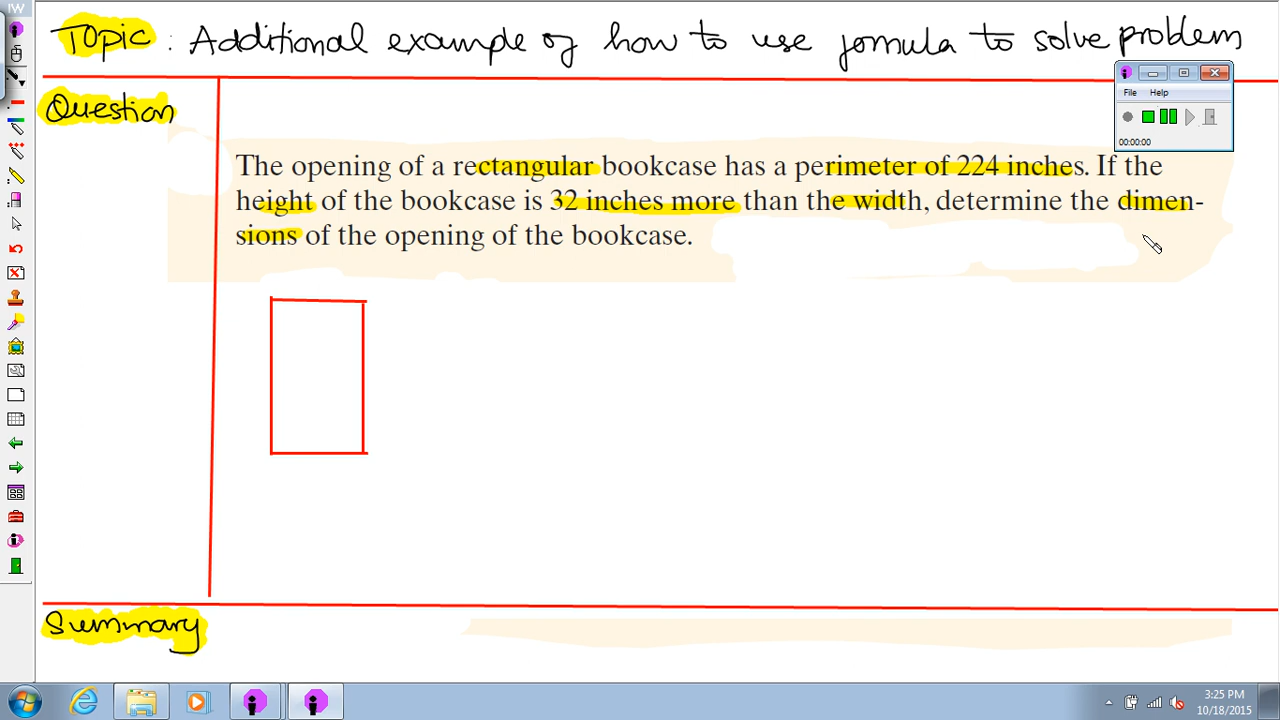 IW
Topic : Additional example of how to use formula to solve problem
File Help
00:00:00
Question
The opening of a rectangular bookcase has a perimeter of 224 inches. If the
height of the bookcase is 32 inches more than the width, determine the dimen-
sions of the opening of the bookcase.
Summary
3:25 PM
10/18/2015